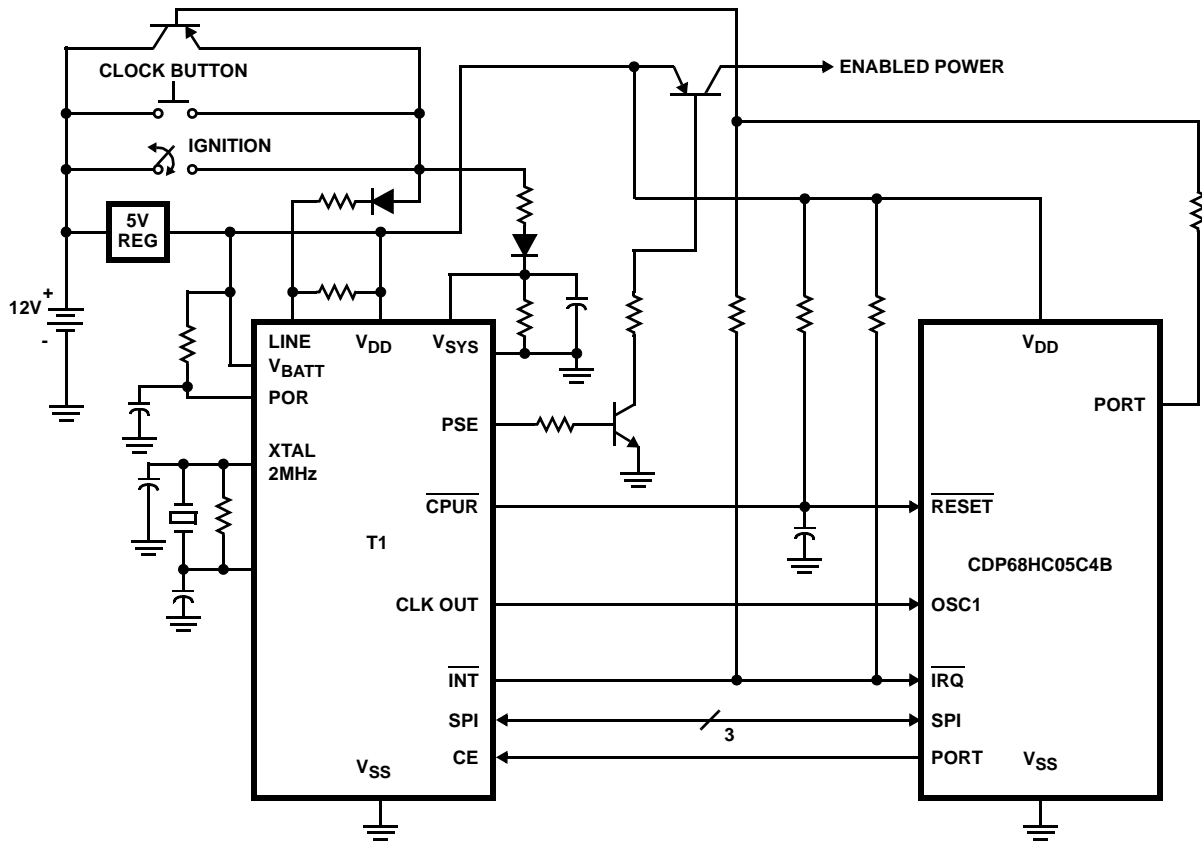 CLOCK BUTTON
ENABLED POWER
IGNITION
5V
REG
12V
+
-
LINE
VDD
VSYS
VBATT
POR
PSE
XTAL
2MHz
CPUR
T1
CLK OUT
INT
SPI
CE
VSS
3
VDD
PORT
RESET
CDP68HC05C4B
OSC1
IRQ
SPI
PORT
VSS